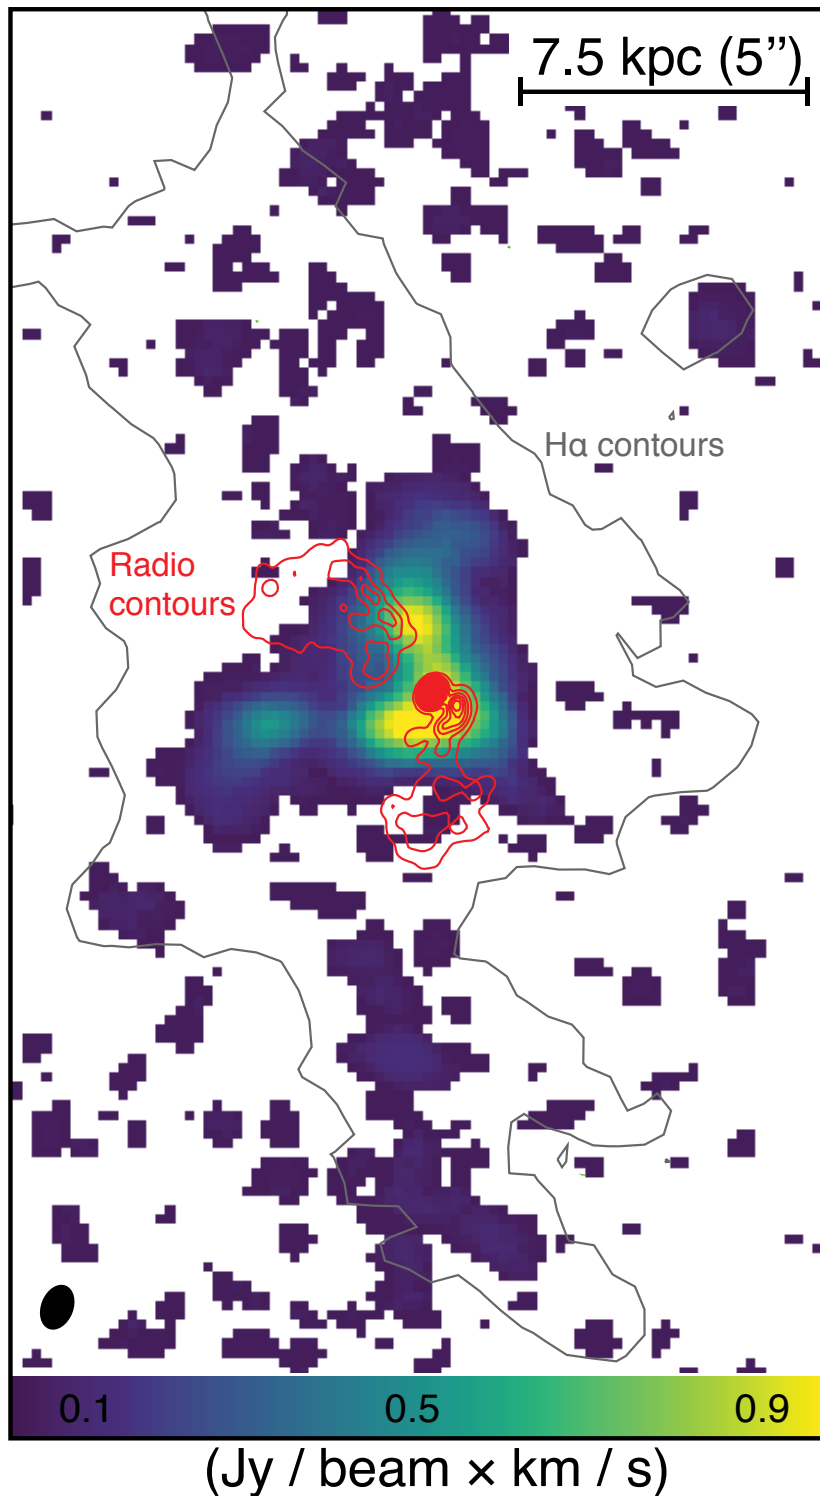 7.5 kpc (5”)
Hα contours
Radio
contours
0.1 0.5 0.9
(Jy / beam × km / s)